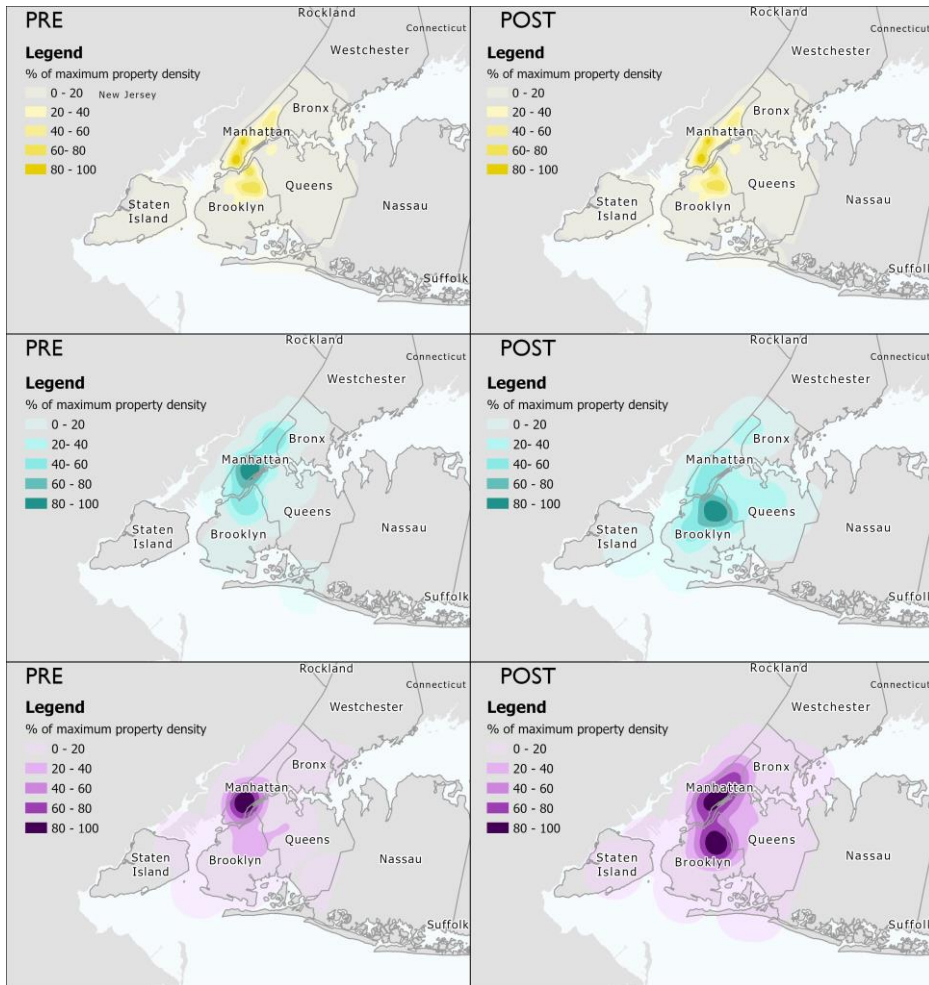 PRE
Rockland
Connecticut
Westchester
Legend
% of maximum property density
0 - 20
New Jersey
20 - 40
40 - 60
60- 80
80 - 100
Bronx
Manhattan
Queens
Staten
Island
Brooklyn
Nassau
Suffolk
POST
Rockland
Connecticut
Westchester
Legend
% of maximum property density
0 - 20
20 - 40
40 - 60
60- 80
80 - 100
Bronx
Manhattan
Queens
Staten
Island
Brooklyn
Nassau
Suffolk
PRE
Rockland
Connecticut
Westchester
Legend
% of maximum property density
0 - 20
20- 40
40 - 60
60 - 80
80 - 100
Bronx
Manhattan
Queens
Staten
Island
Brooklyn
Nassau
Suffolk
POST
Rockland
Connecticut
Westchester
Legend
% of maximum property density
0 - 20
20- 40
40 - 60
60 - 80
80 - 100
Bronx
Manhattan
Queens
Staten
Island
Brooklyn
Nassau
Suffolk
PRE
Rockland
Connecticut
Westchester
Legend
% of maximum property density
0 - 20
20 - 40
40 - 60
60 - 80
80 - 100
Bronx
Manhattan
Queens
Staten
Island
Brooklyn
Nassau
Suffolk
POST
Rockland
Connecticut
Westchester
Legend
% of maximum property density
0 - 20
20 - 40
40 - 60
60 - 80
80 - 100
Bronx
Manhattan
Queens
Staten
Island
Brooklyn
Nassau
Suffolk